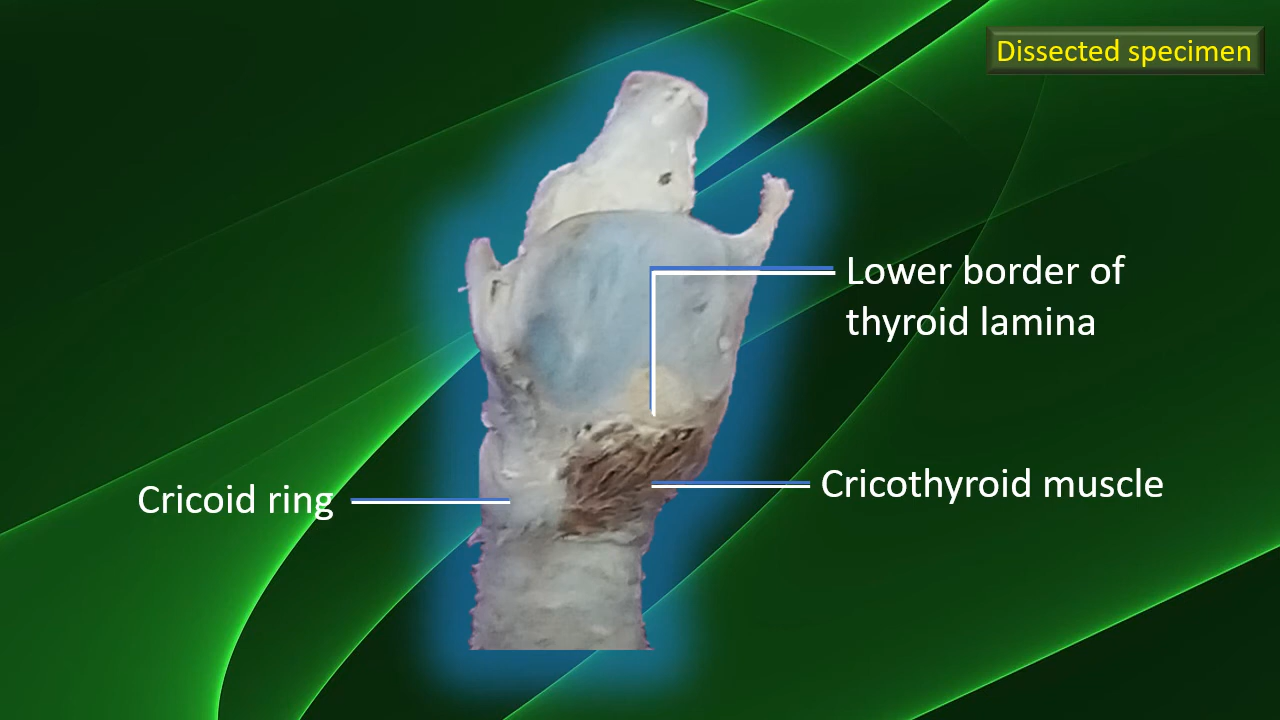 Dissected specimen
Lower border of
thyroid lamina
Cricothyroid muscle
Cricoid ring